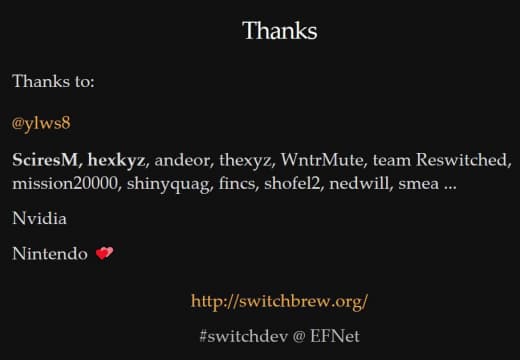 Thanks
Thanks to:
@ylws8
SciresM, hexkyz, andeor, thexyz, WntrMute, team Reswitched,
mission20000, shinyquag, fincs, shofel2, nedwill, smea ...
Nvidia
Nintendo 💕
http://switchbrew.org/
#switchdev @ EFNet